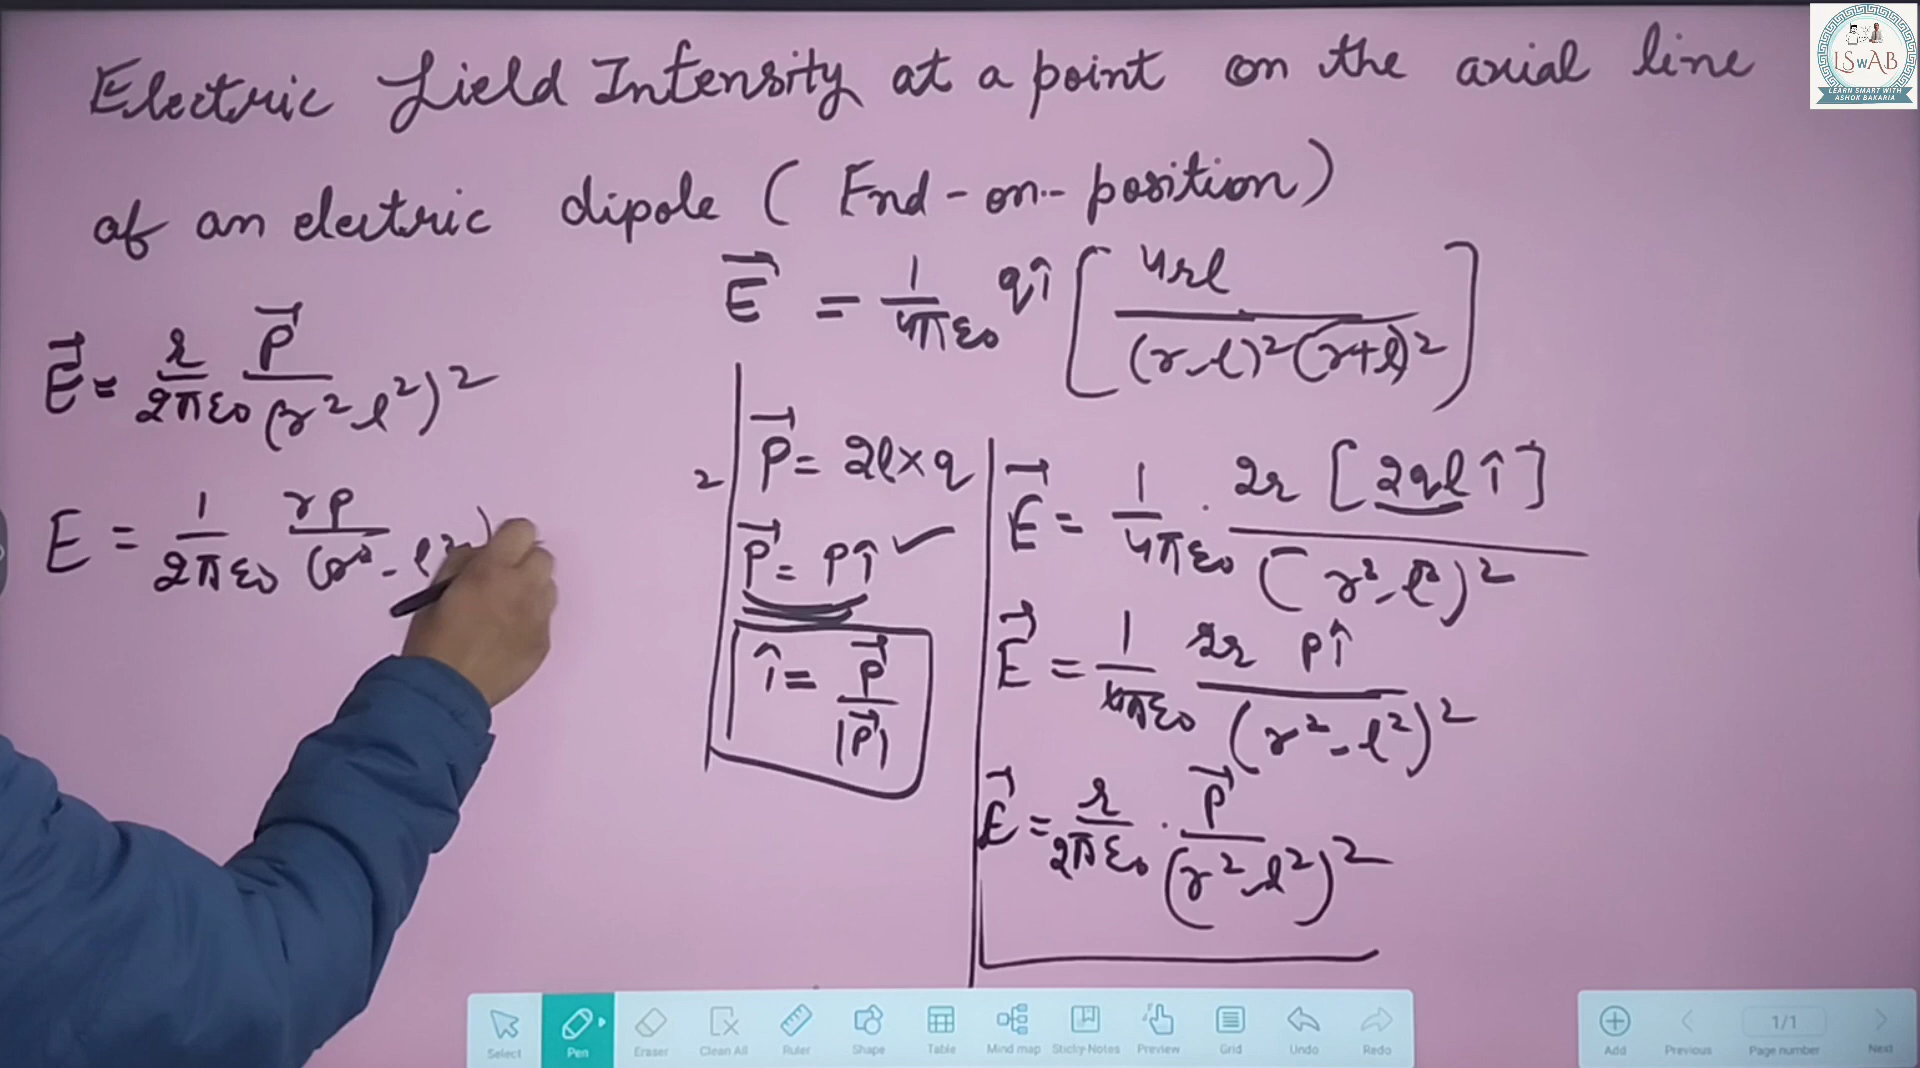 Electric Field Intensity at a point on the axial line
of an electric dipole ( End-on-position)
E⃗ = 1/4πε₀ qî [ 4rl / (r-l)²(r+l)² ]
E⃗ = r/2πε₀ P⃗/(r²-l²)²
E = 1/2πε₀ rp/(r²-l²)
2
P⃗ = 2l×q
P⃗ = pî ✓
î = P⃗/|P⃗|
E⃗ = 1/4πε₀ · 2r [2qlî] / (r²-l²)²
E⃗ = 1/4πε₀ 2r pî / (r²-l²)²
E⃗ = r/2πε₀ · P⃗/(r²-l²)²
LSwAB
LEARN SMART WITH
ASHOK BAKARIA
Select Pen Eraser Clean All Ruler Shape Table Mind map Sticky Notes Preview Grid Undo Redo
1/1
Add Previous Page number Next